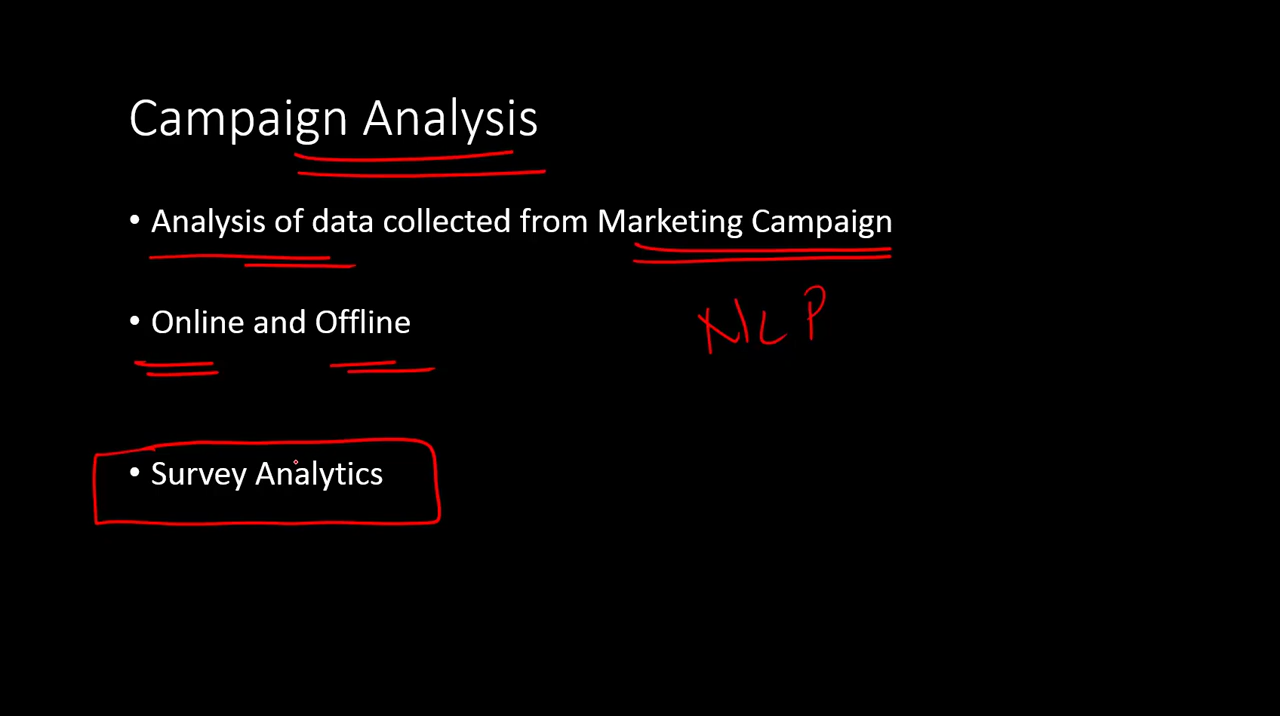 Campaign Analysis
• Analysis of data collected from Marketing Campaign
• Online and Offline
NLP
• Survey Analytics